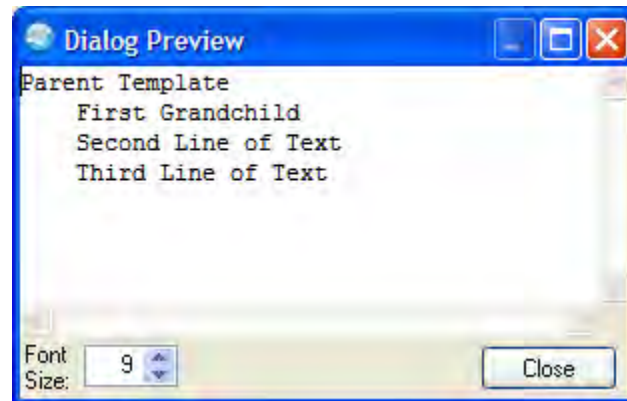 Dialog Preview
Parent Template
    First Grandchild
    Second Line of Text
    Third Line of Text
Font
Size:
9
Close